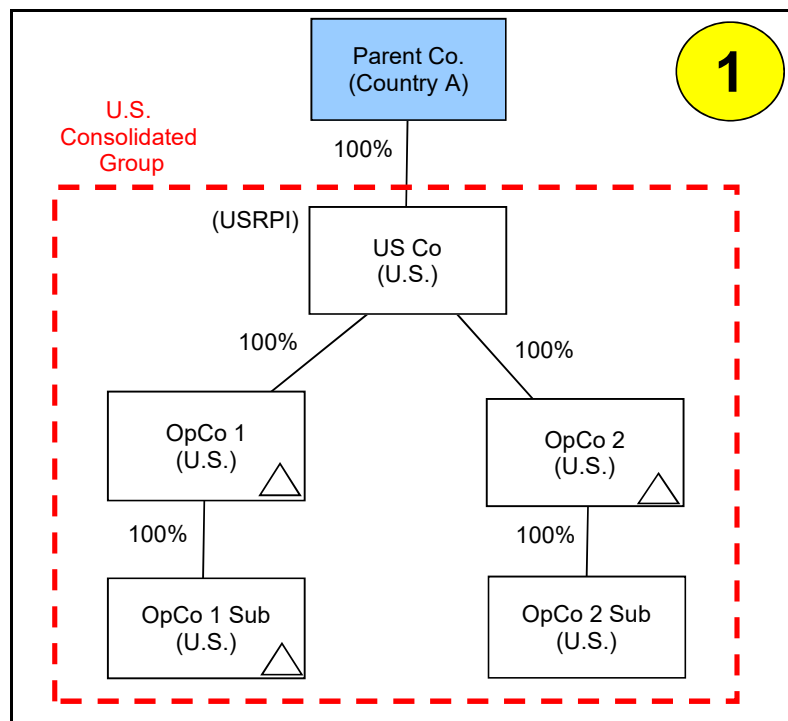 Parent Co.
(Country A)
1
U.S.
Consolidated
Group
100%
(USRPI)
US Co
(U.S.)
100%
100%
OpCo 1
(U.S.)
OpCo 2
(U.S.)
100%
100%
OpCo 1 Sub
(U.S.)
OpCo 2 Sub
(U.S.)